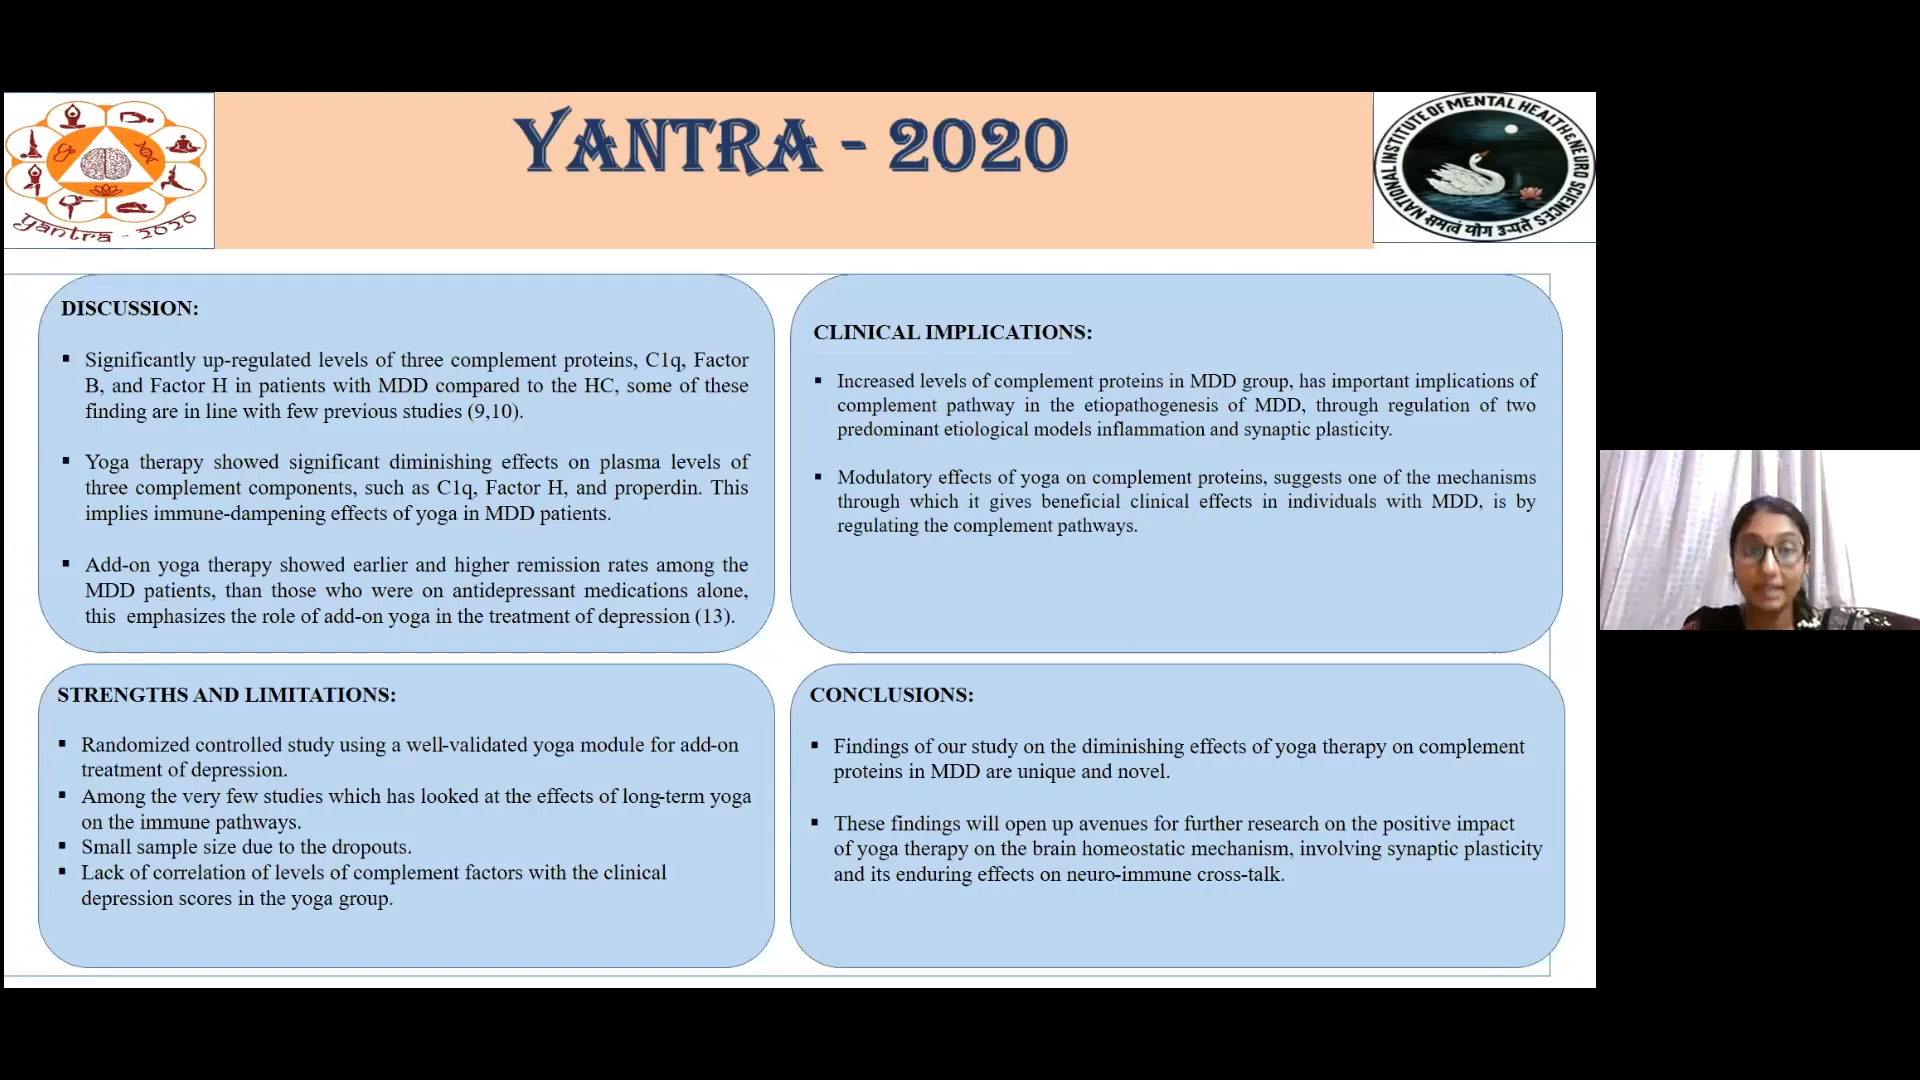 YANTRA - 2020
yantra - 2020
NATIONAL INSTITUTE OF MENTAL HEALTH & NEURO SCIENCES
समत्वं योग उच्यते
DISCUSSION:
▪ Significantly up-regulated levels of three complement proteins, C1q, Factor
B, and Factor H in patients with MDD compared to the HC, some of these
finding are in line with few previous studies (9,10).
▪ Yoga therapy showed significant diminishing effects on plasma levels of
three complement components, such as C1q, Factor H, and properdin. This
implies immune-dampening effects of yoga in MDD patients.
▪ Add-on yoga therapy showed earlier and higher remission rates among the
MDD patients, than those who were on antidepressant medications alone,
this emphasizes the role of add-on yoga in the treatment of depression (13).
CLINICAL IMPLICATIONS:
▪ Increased levels of complement proteins in MDD group, has important implications of
complement pathway in the etiopathogenesis of MDD, through regulation of two
predominant etiological models inflammation and synaptic plasticity.
▪ Modulatory effects of yoga on complement proteins, suggests one of the mechanisms
through which it gives beneficial clinical effects in individuals with MDD, is by
regulating the complement pathways.
STRENGTHS AND LIMITATIONS:
▪ Randomized controlled study using a well-validated yoga module for add-on
treatment of depression.
▪ Among the very few studies which has looked at the effects of long-term yoga
on the immune pathways.
▪ Small sample size due to the dropouts.
▪ Lack of correlation of levels of complement factors with the clinical
depression scores in the yoga group.
CONCLUSIONS:
▪ Findings of our study on the diminishing effects of yoga therapy on complement
proteins in MDD are unique and novel.
▪ These findings will open up avenues for further research on the positive impact
of yoga therapy on the brain homeostatic mechanism, involving synaptic plasticity
and its enduring effects on neuro-immune cross-talk.